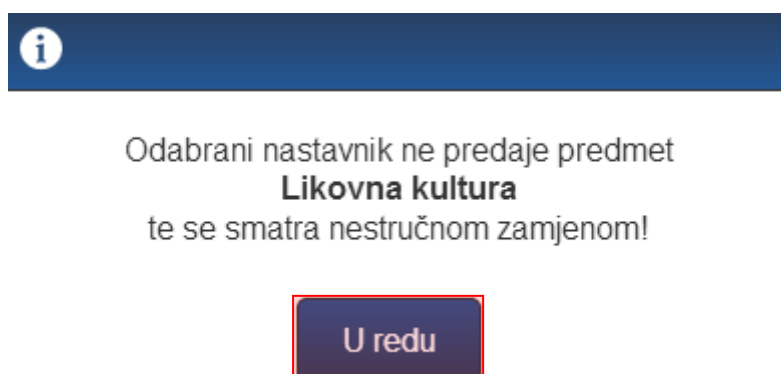 Odabrani nastavnik ne predaje predmet
Likovna kultura
te se smatra nestručnom zamjenom!
U redu